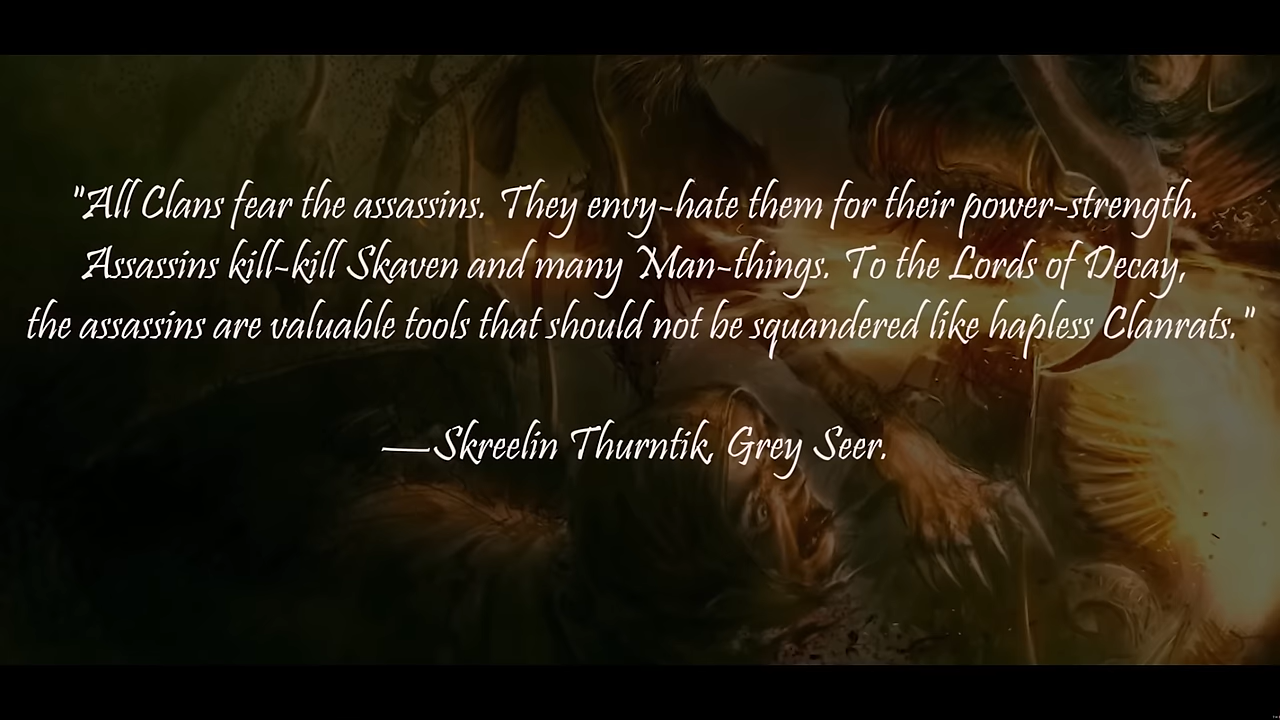 "All Clans fear the assassins. They envy-hate them for their power-strength.
Assassins kill-kill Skaven and many Man-things. To the Lords of Decay,
the assassins are valuable tools that should not be squandered like hapless Clanrats."
—Skreelin Thurntik, Grey Seer.